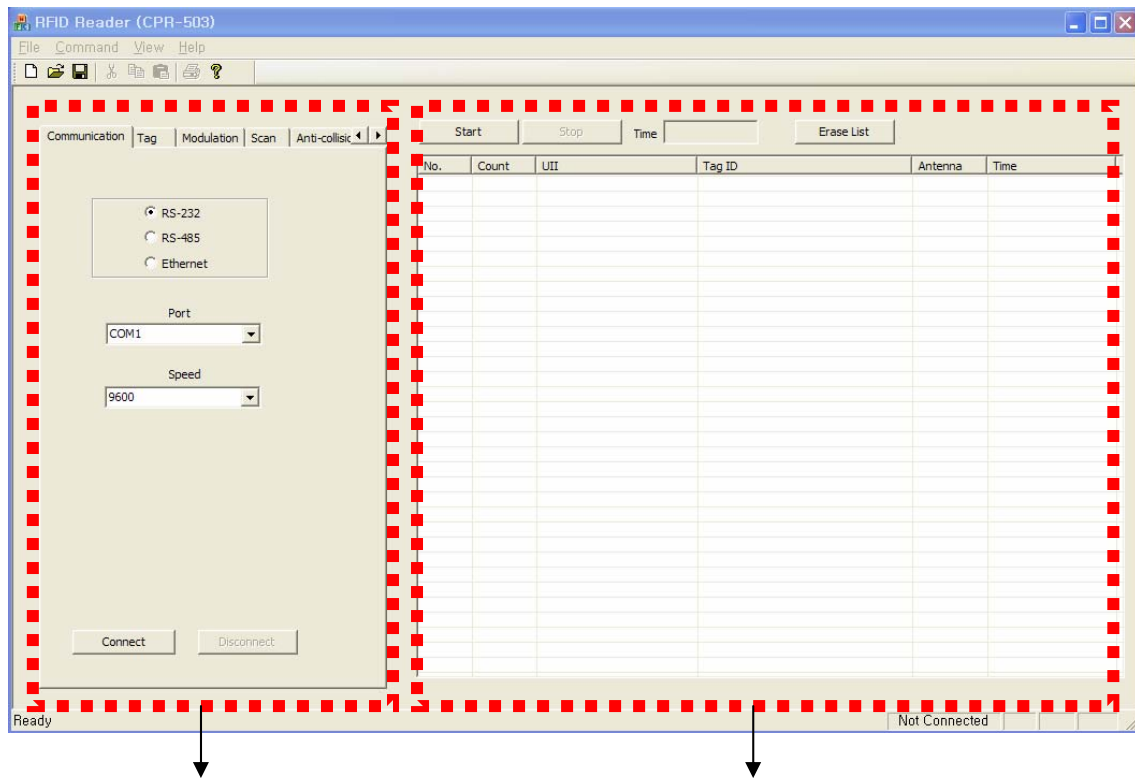 RFID Reader (CPR-503)
File Command View Help
Communication Tag Modulation Scan Anti-collisic
Start Stop Time Erase List
No. Count UII Tag ID Antenna Time
RS-232
RS-485
Ethernet
Port
COM1
Speed
9600
Connect Disconnect
Ready Not Connected